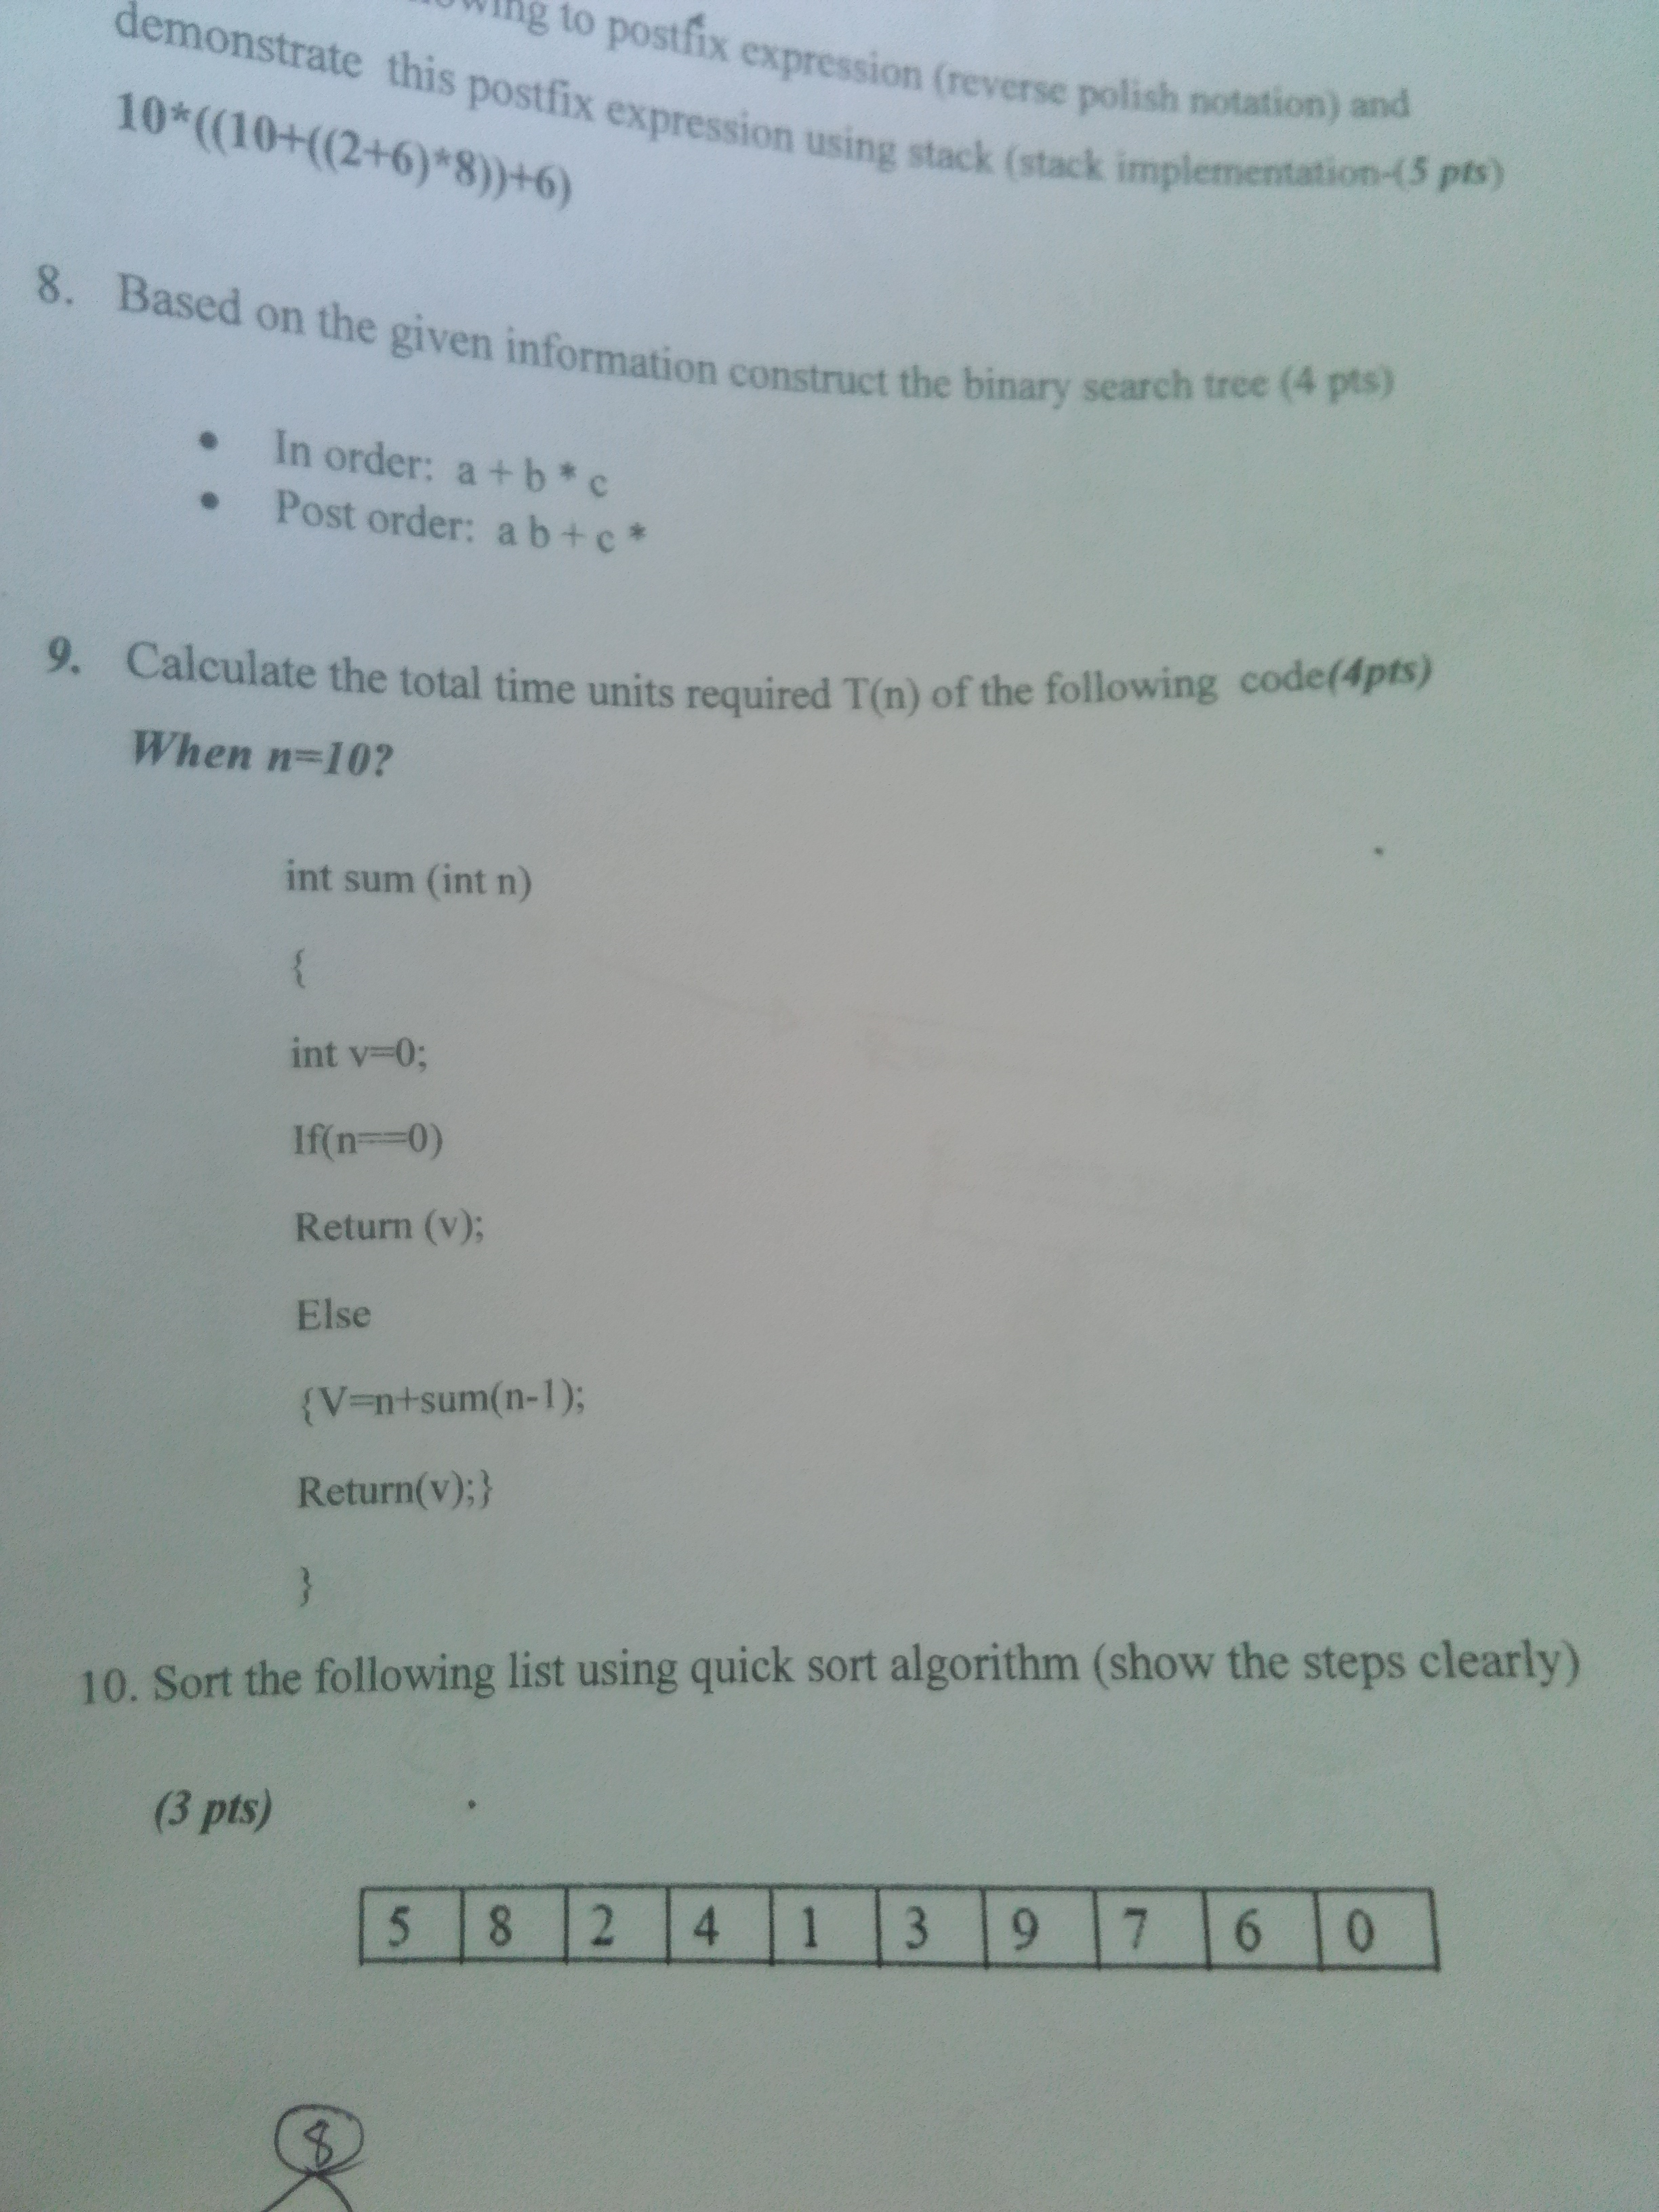 to postfix expression (reverse polish notation) and
demonstrate this postfix expression using stack (stack implementation-(5 pts)
10*((10+((2+6)*8))+6)
8. Based on the given information construct the binary search tree (4 pts)
• In order: a + b * c
• Post order: a b + c *
9. Calculate the total time units required T(n) of the following code(4pts)
When n=10?
int sum (int n)
{
int v=0;
If(n==0)
Return (v);
Else
{V=n+sum(n-1);
Return(v);}
}
10. Sort the following list using quick sort algorithm (show the steps clearly)
(3 pts)
5 8 2 4 1 3 9 7 6 0
8